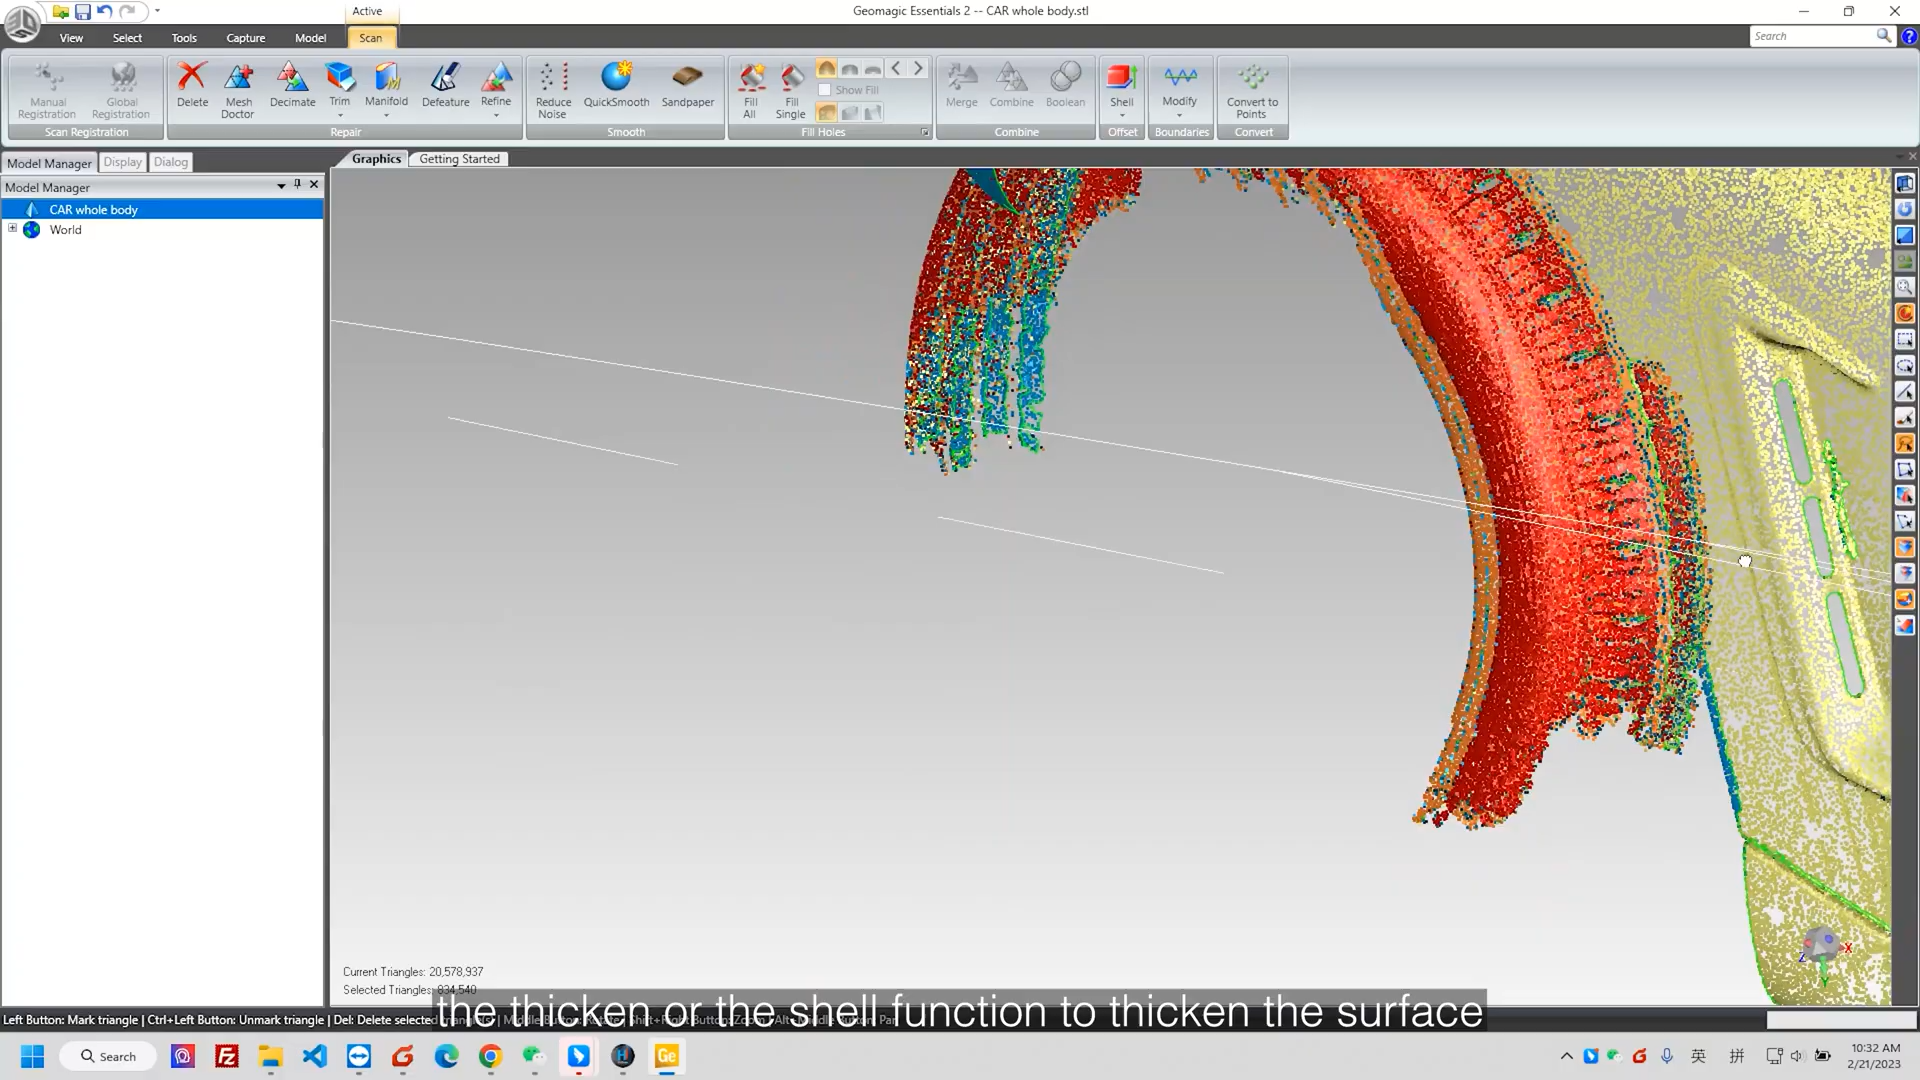 Active
Geomagic Essentials 2 -- CAR whole body.stl
View Select Tools Capture Model Scan
Search
Manual Registration
Global Registration
Scan Registration
Delete
Mesh Doctor
Decimate
Trim
Manifold
Defeature
Refine
Repair
Reduce Noise
QuickSmooth
Sandpaper
Smooth
Fill All
Fill Single
Show Fill
Fill Holes
Merge
Combine
Boolean
Combine
Shell
Offset
Modify
Boundaries
Convert to Points
Convert
Model Manager Display Dialog
Graphics Getting Started
Model Manager
CAR whole body
World
X
Z
Y
Current Triangles: 20,578,937
Selected Triangles: 834,540
the thicken or the shell function to thicken the surface
Left Button: Mark triangle | Ctrl+Left Button: Unmark triangle | Del: Delete selected
Search
Ge
英
拼
10:32 AM
2/21/2023